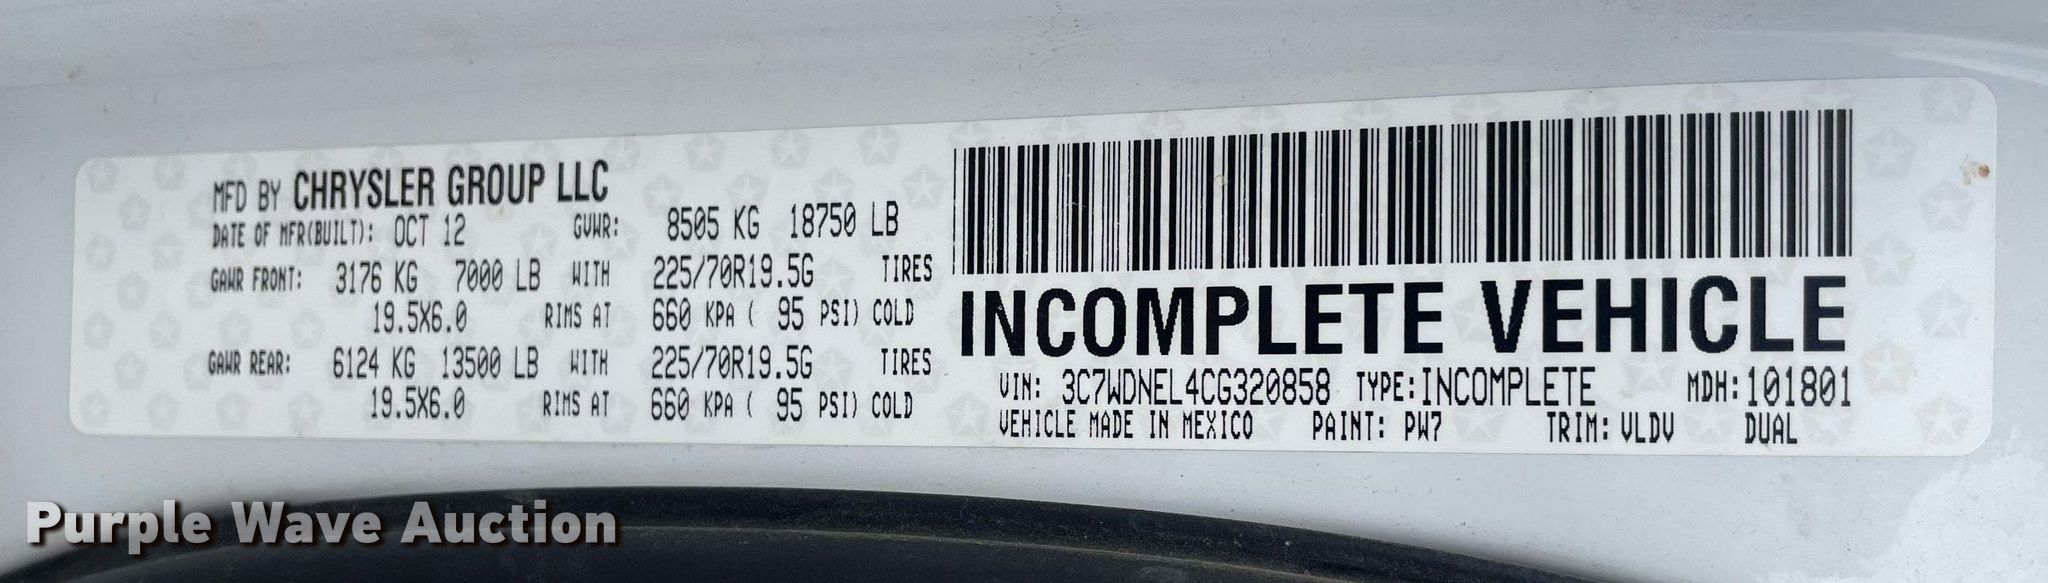 MFD BY CHRYSLER GROUP LLC
DATE OF MFR(BUILT): OCT 12 GVWR: 8505 KG 18750 LB
GAWR FRONT: 3176 KG 7000 LB WITH 225/70R19.5G TIRES
19.5X6.0 RIMS AT 660 KPA ( 95 PSI) COLD
GAWR REAR: 6124 KG 13500 LB WITH 225/70R19.5G TIRES
19.5X6.0 RIMS AT 660 KPA ( 95 PSI) COLD
INCOMPLETE VEHICLE
VIN: 3C7WDNEL4CG320858 TYPE: INCOMPLETE MDH: 101801
VEHICLE MADE IN MEXICO PAINT: PW7 TRIM: VLDV DUAL
Purple Wave Auction